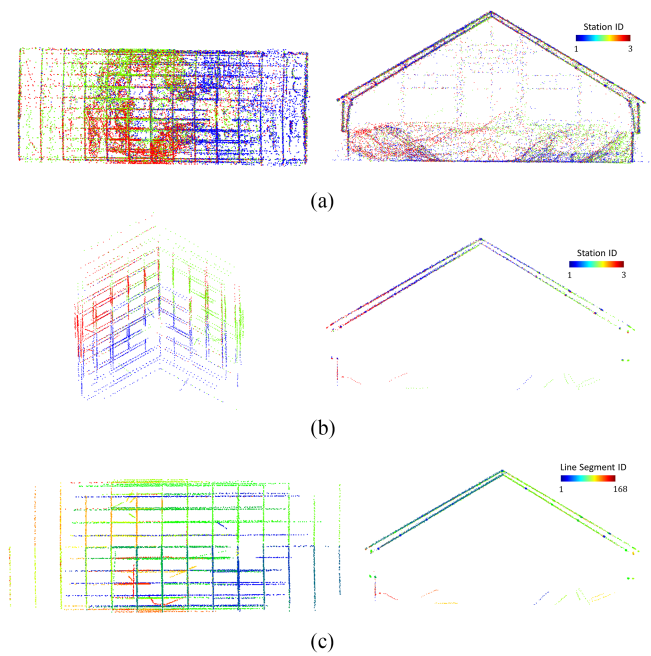 Station ID
1 3
(a)
Station ID
1 3
(b)
Line Segment ID
1 168
(c)